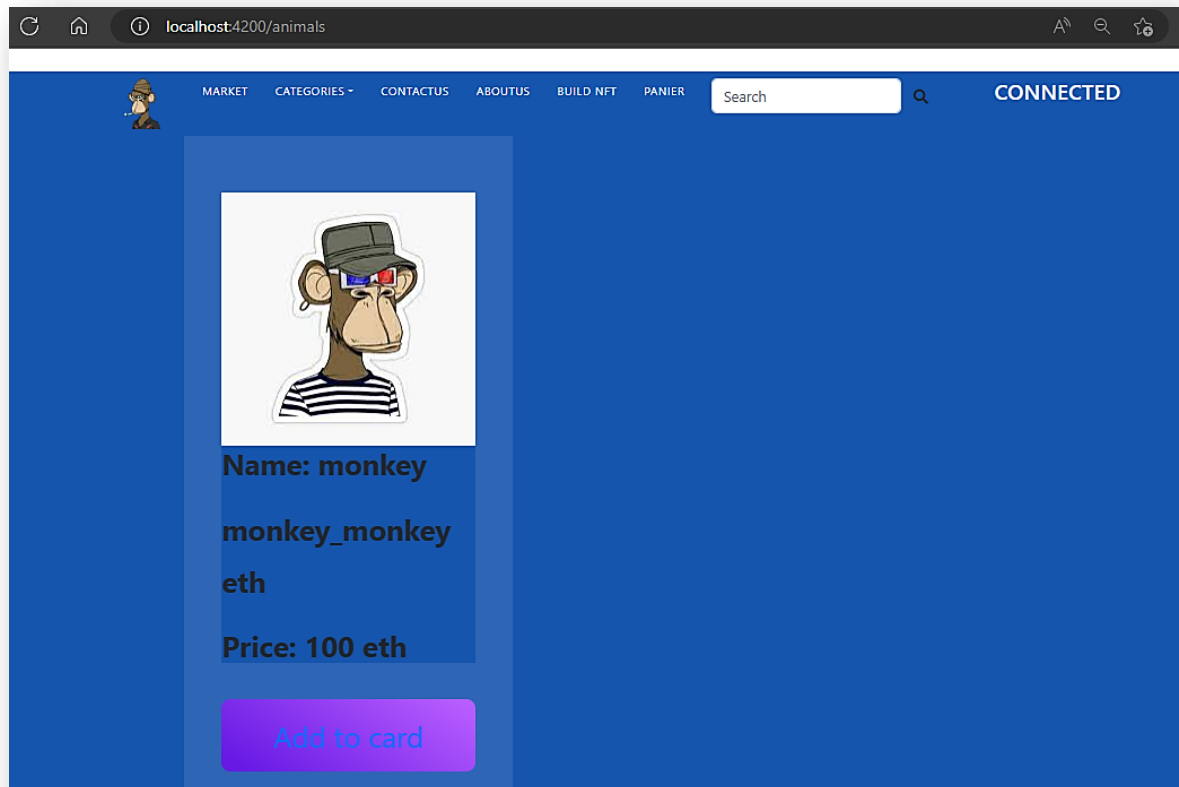 localhost:4200/animals
MARKET CATEGORIES CONTACTUS ABOUTUS BUILD NFT PANIER Search CONNECTED
Name: monkey
monkey_monkey
eth
Price: 100 eth
Add to card